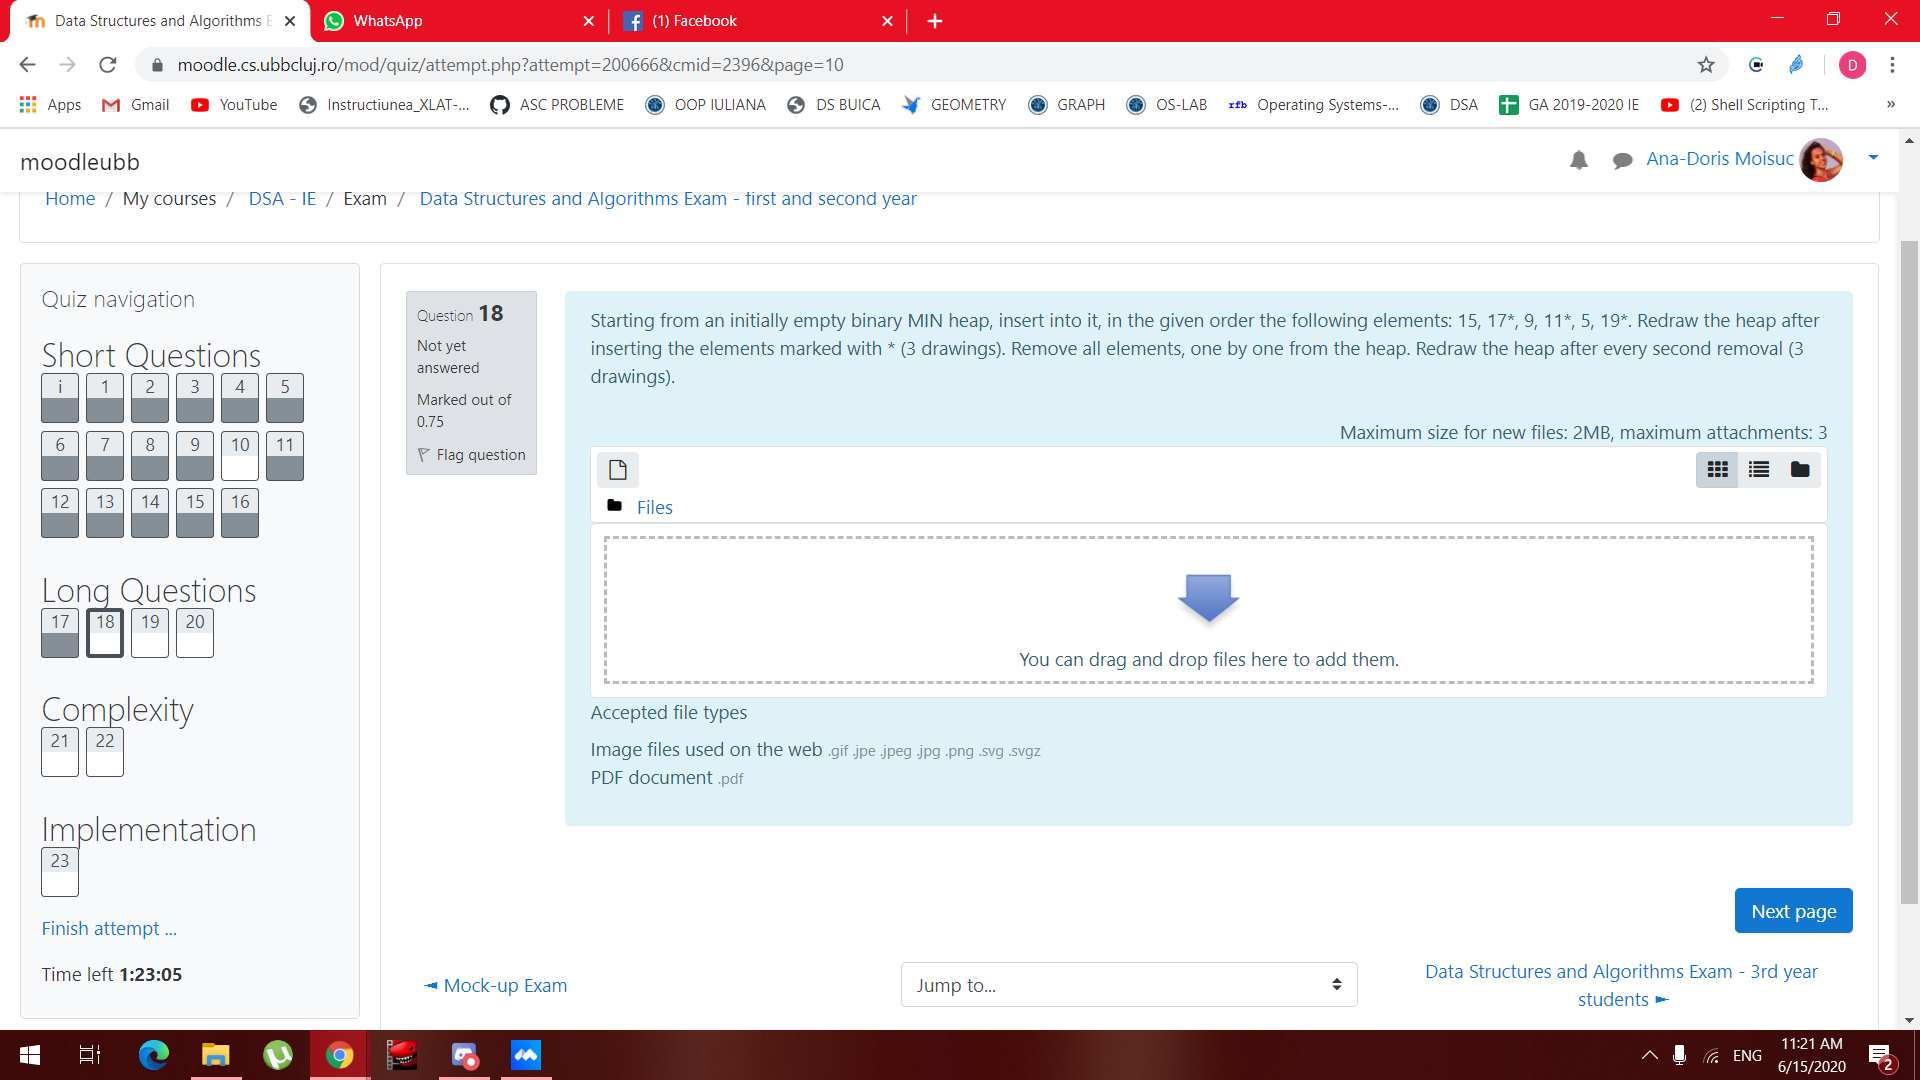 Data Structures and Algorithms E
WhatsApp
(1) Facebook
moodle.cs.ubbcluj.ro/mod/quiz/attempt.php?attempt=200666&cmid=2396&page=10
D
Apps
Gmail
YouTube
Instructiunea_XLAT-...
ASC PROBLEME
OOP IULIANA
DS BUICA
GEOMETRY
GRAPH
OS-LAB
rfb Operating Systems-...
DSA
GA 2019-2020 IE
(2) Shell Scripting T...
»
moodleubb
Ana-Doris Moisuc
Home / My courses / DSA - IE / Exam / Data Structures and Algorithms Exam - first and second year
Quiz navigation
Short Questions
i 1 2 3 4 5
6 7 8 9 10 11
12 13 14 15 16
Long Questions
17 18 19 20
Complexity
21 22
Implementation
23
Finish attempt ...
Time left 1:23:05
Question 18
Not yet
answered
Marked out of
0.75
Flag question
Starting from an initially empty binary MIN heap, insert into it, in the given order the following elements: 15, 17*, 9, 11*, 5, 19*. Redraw the heap after
inserting the elements marked with * (3 drawings). Remove all elements, one by one from the heap. Redraw the heap after every second removal (3
drawings).
Maximum size for new files: 2MB, maximum attachments: 3
Files
You can drag and drop files here to add them.
Accepted file types
Image files used on the web .gif .jpe .jpeg .jpg .png .svg .svgz
PDF document .pdf
Next page
◄ Mock-up Exam
Jump to...
Data Structures and Algorithms Exam - 3rd year
students ►
ENG
11:21 AM
6/15/2020
2